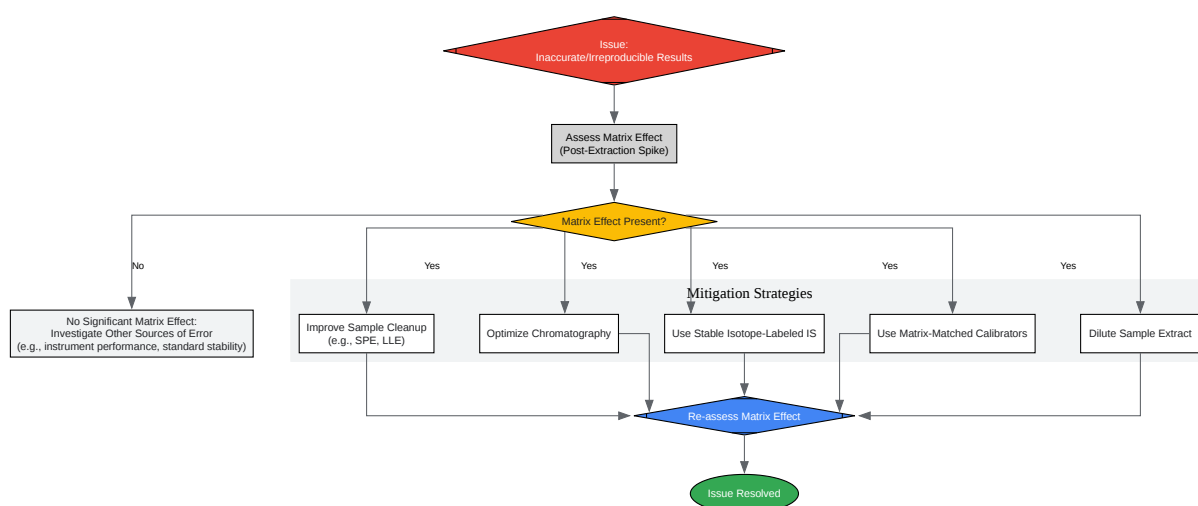 Issue:
Inaccurate/Irreproducible Results
Assess Matrix Effect
(Post-Extraction Spike)
Matrix Effect Present?
No
Yes
Yes
Yes
Yes
Yes
Mitigation Strategies
No Significant Matrix Effect:
Investigate Other Sources of Error
(e.g., instrument performance, standard stability)
Improve Sample Cleanup
(e.g., SPE, LLE)
Optimize Chromatography
Use Stable Isotope-Labeled IS
Use Matrix-Matched Calibrators
Dilute Sample Extract
Re-assess Matrix Effect
Issue Resolved